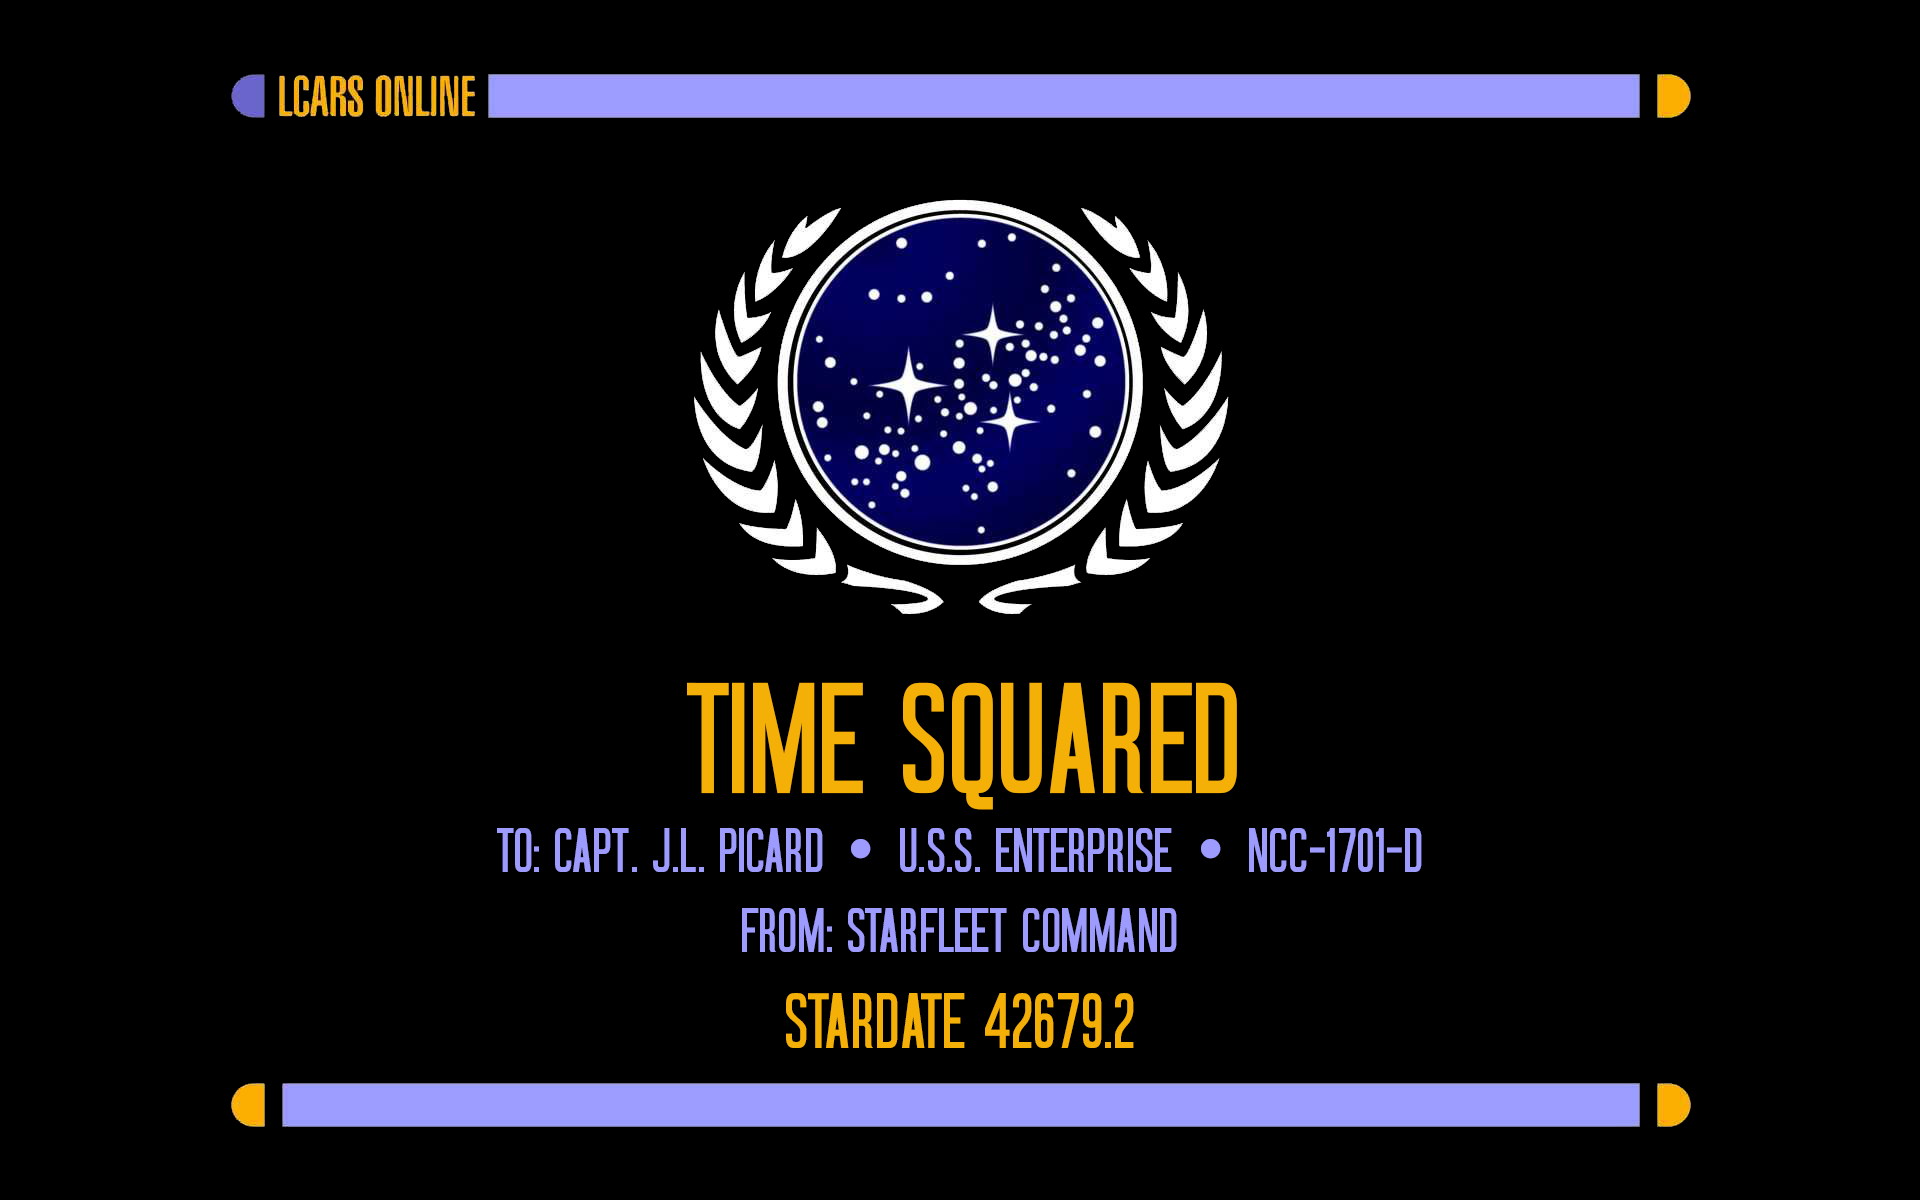 LCARS ONLINE
TIME SQUARED
TO: CAPT. J.L. PICARD • U.S.S. ENTERPRISE • NCC-1701-D
FROM: STARFLEET COMMAND
STARDATE 42679.2